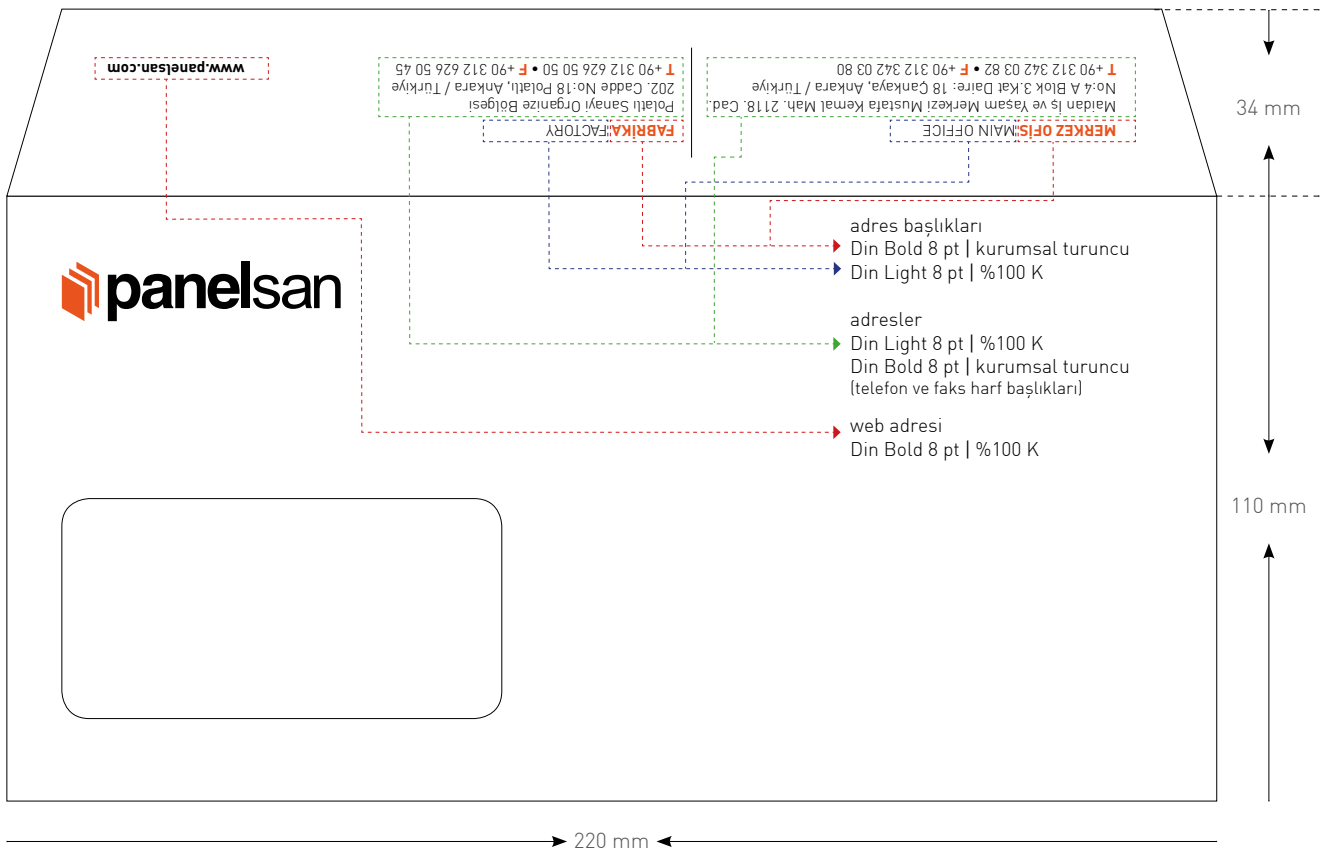 MERKEZ OFİS MAIN OFFICE
Maidan İş ve Yaşam Merkezi Mustafa Kemal Mah. 2118. Cad.
No:4 A Blok 3.Kat Daire: 18 Çankaya, Ankara / Türkiye
T +90 312 342 03 82 • F +90 312 342 03 80
FABRİKA FACTORY
Polatlı Sanayi Organize Bölgesi
202. Cadde No:18 Polatlı, Ankara / Türkiye
T +90 312 626 50 50 • F +90 312 626 50 45
www.panelsan.com
34 mm
panelsan
adres başlıkları
Din Bold 8 pt | kurumsal turuncu
Din Light 8 pt | %100 K
adresler
Din Light 8 pt | %100 K
Din Bold 8 pt | kurumsal turuncu
(telefon ve faks harf başlıkları)
web adresi
Din Bold 8 pt | %100 K
110 mm
220 mm